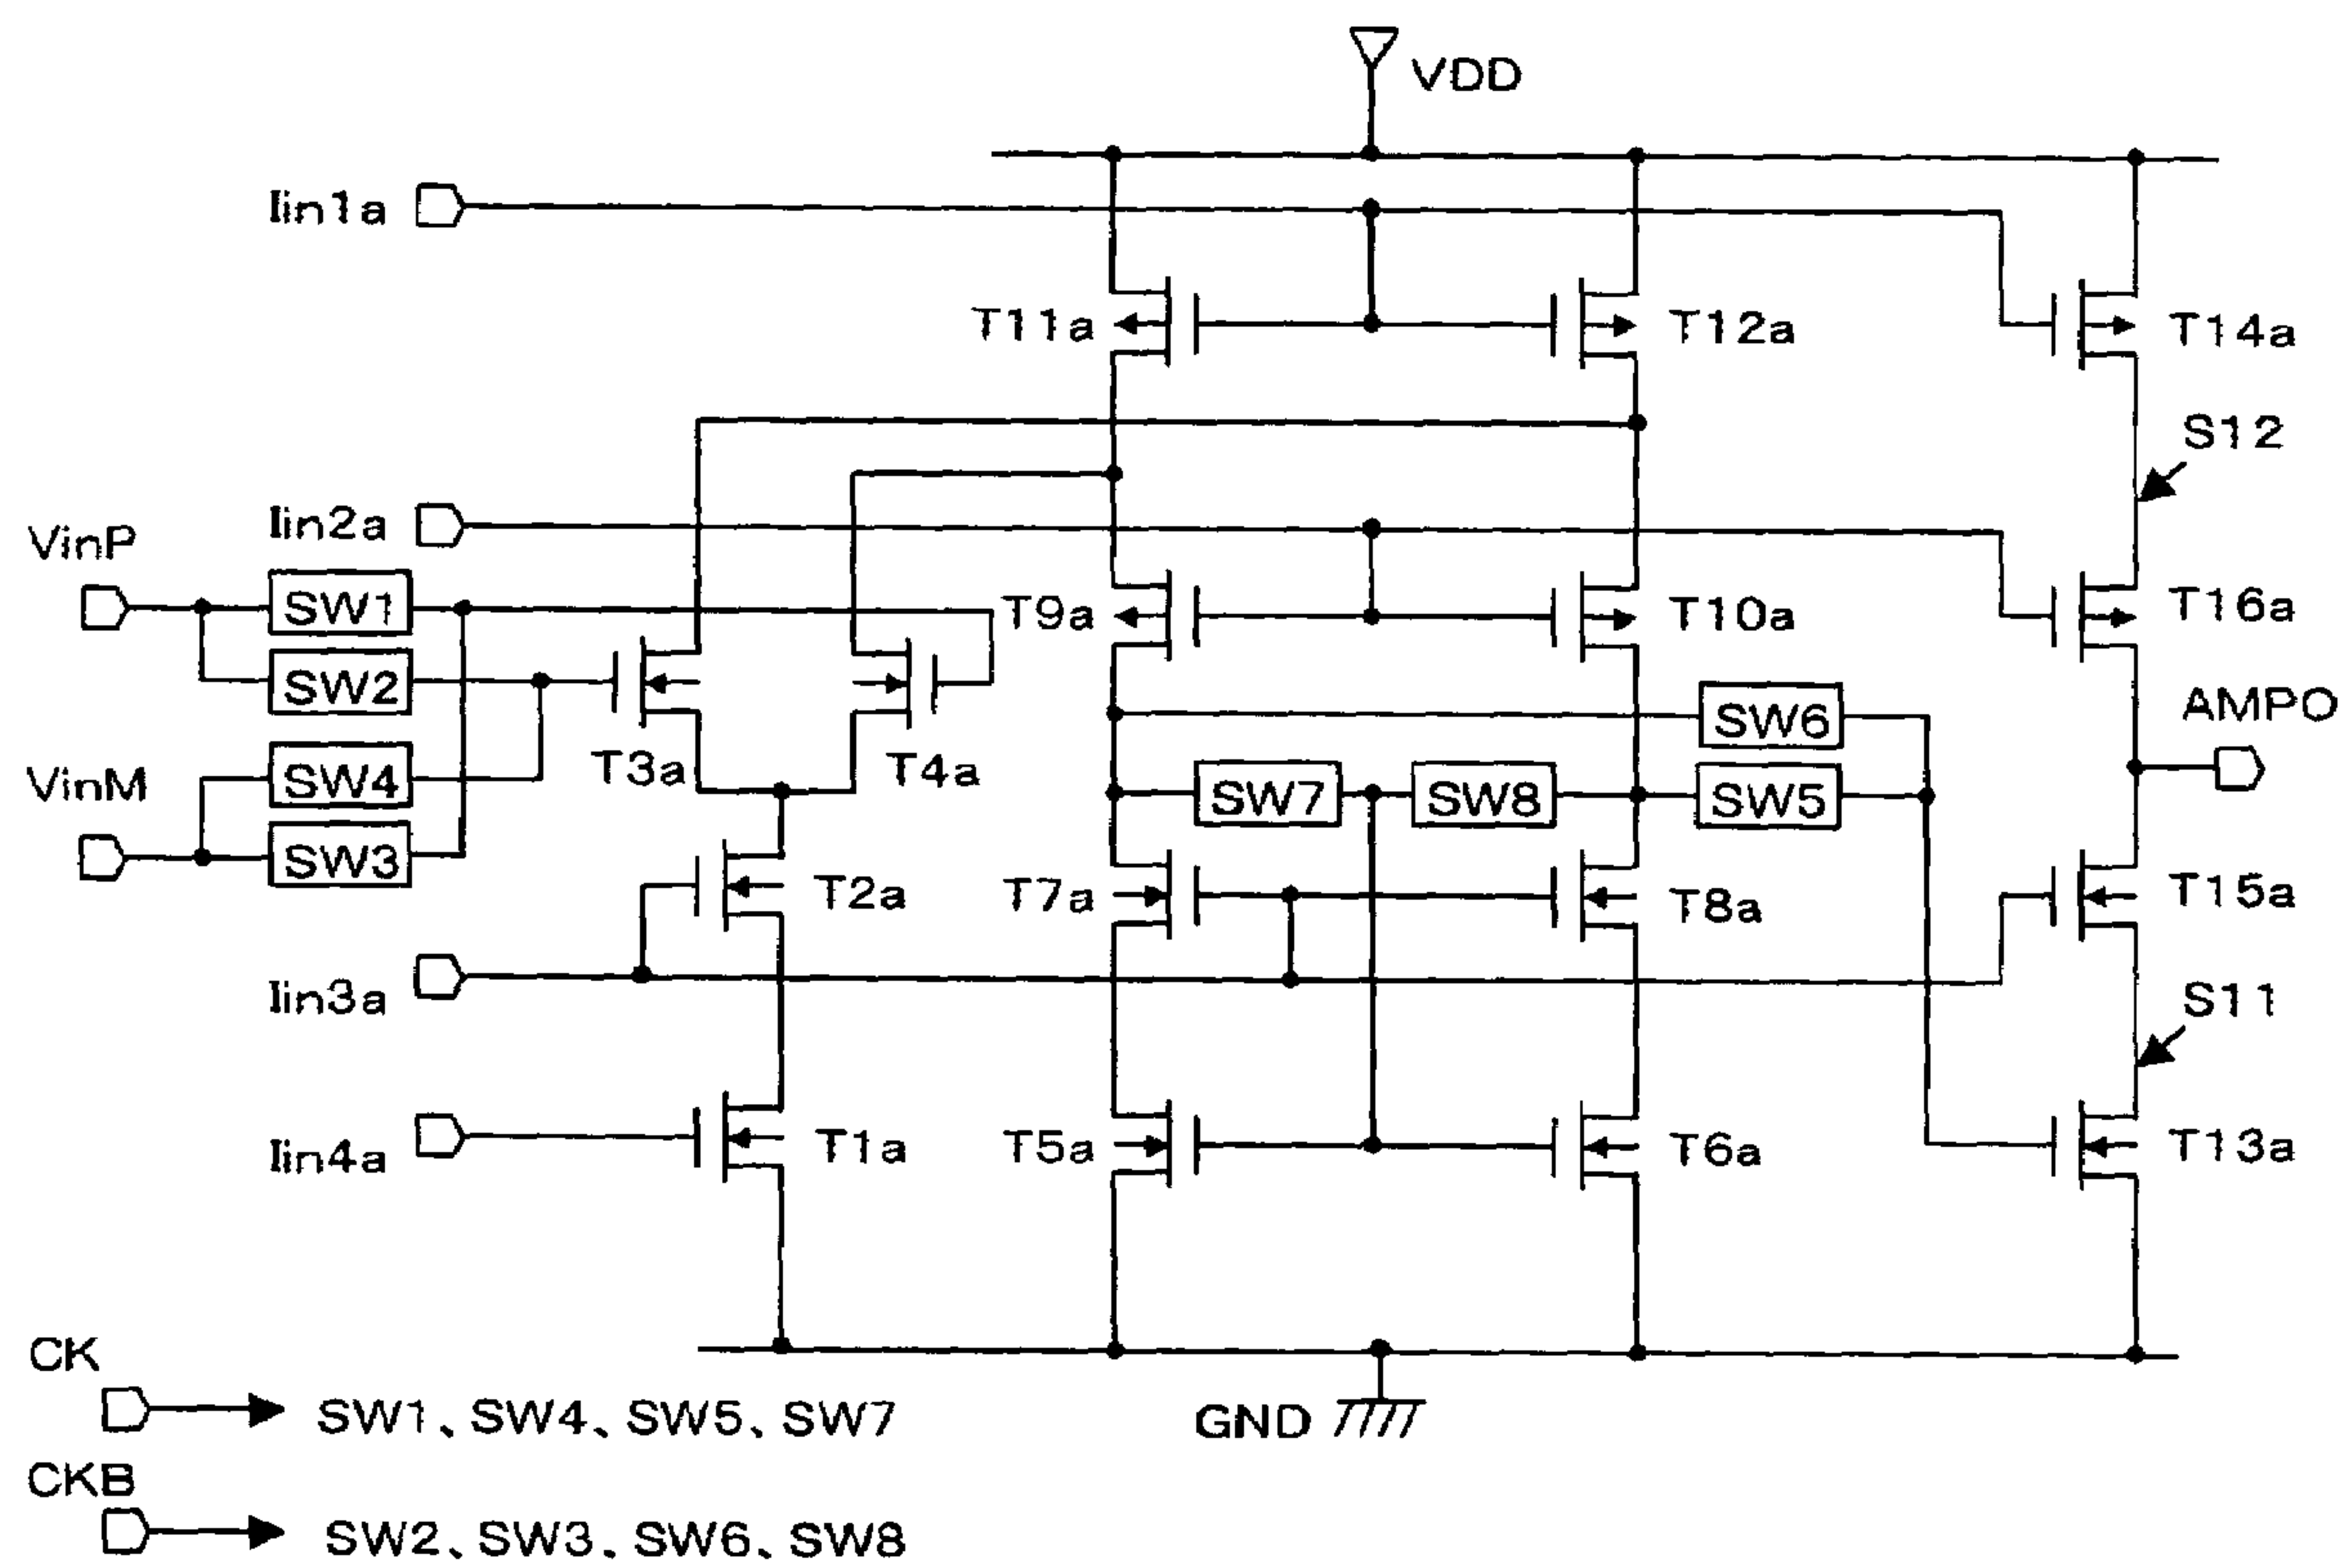 VDD
Iin1a
T11a
T12a
T14a
S12
Iin2a
VinP
SW1
T9a
T10a
T16a
SW2
SW6
AMPO
VinM
SW4
T3a
T4a
SW7
SW8
SW5
SW3
T2a
T7a
T8a
T15a
Iin3a
S11
Iin4a
T1a
T5a
T6a
T13a
CK
SW1、SW4、SW5、SW7
GND
CKB
SW2、SW3、SW6、SW8